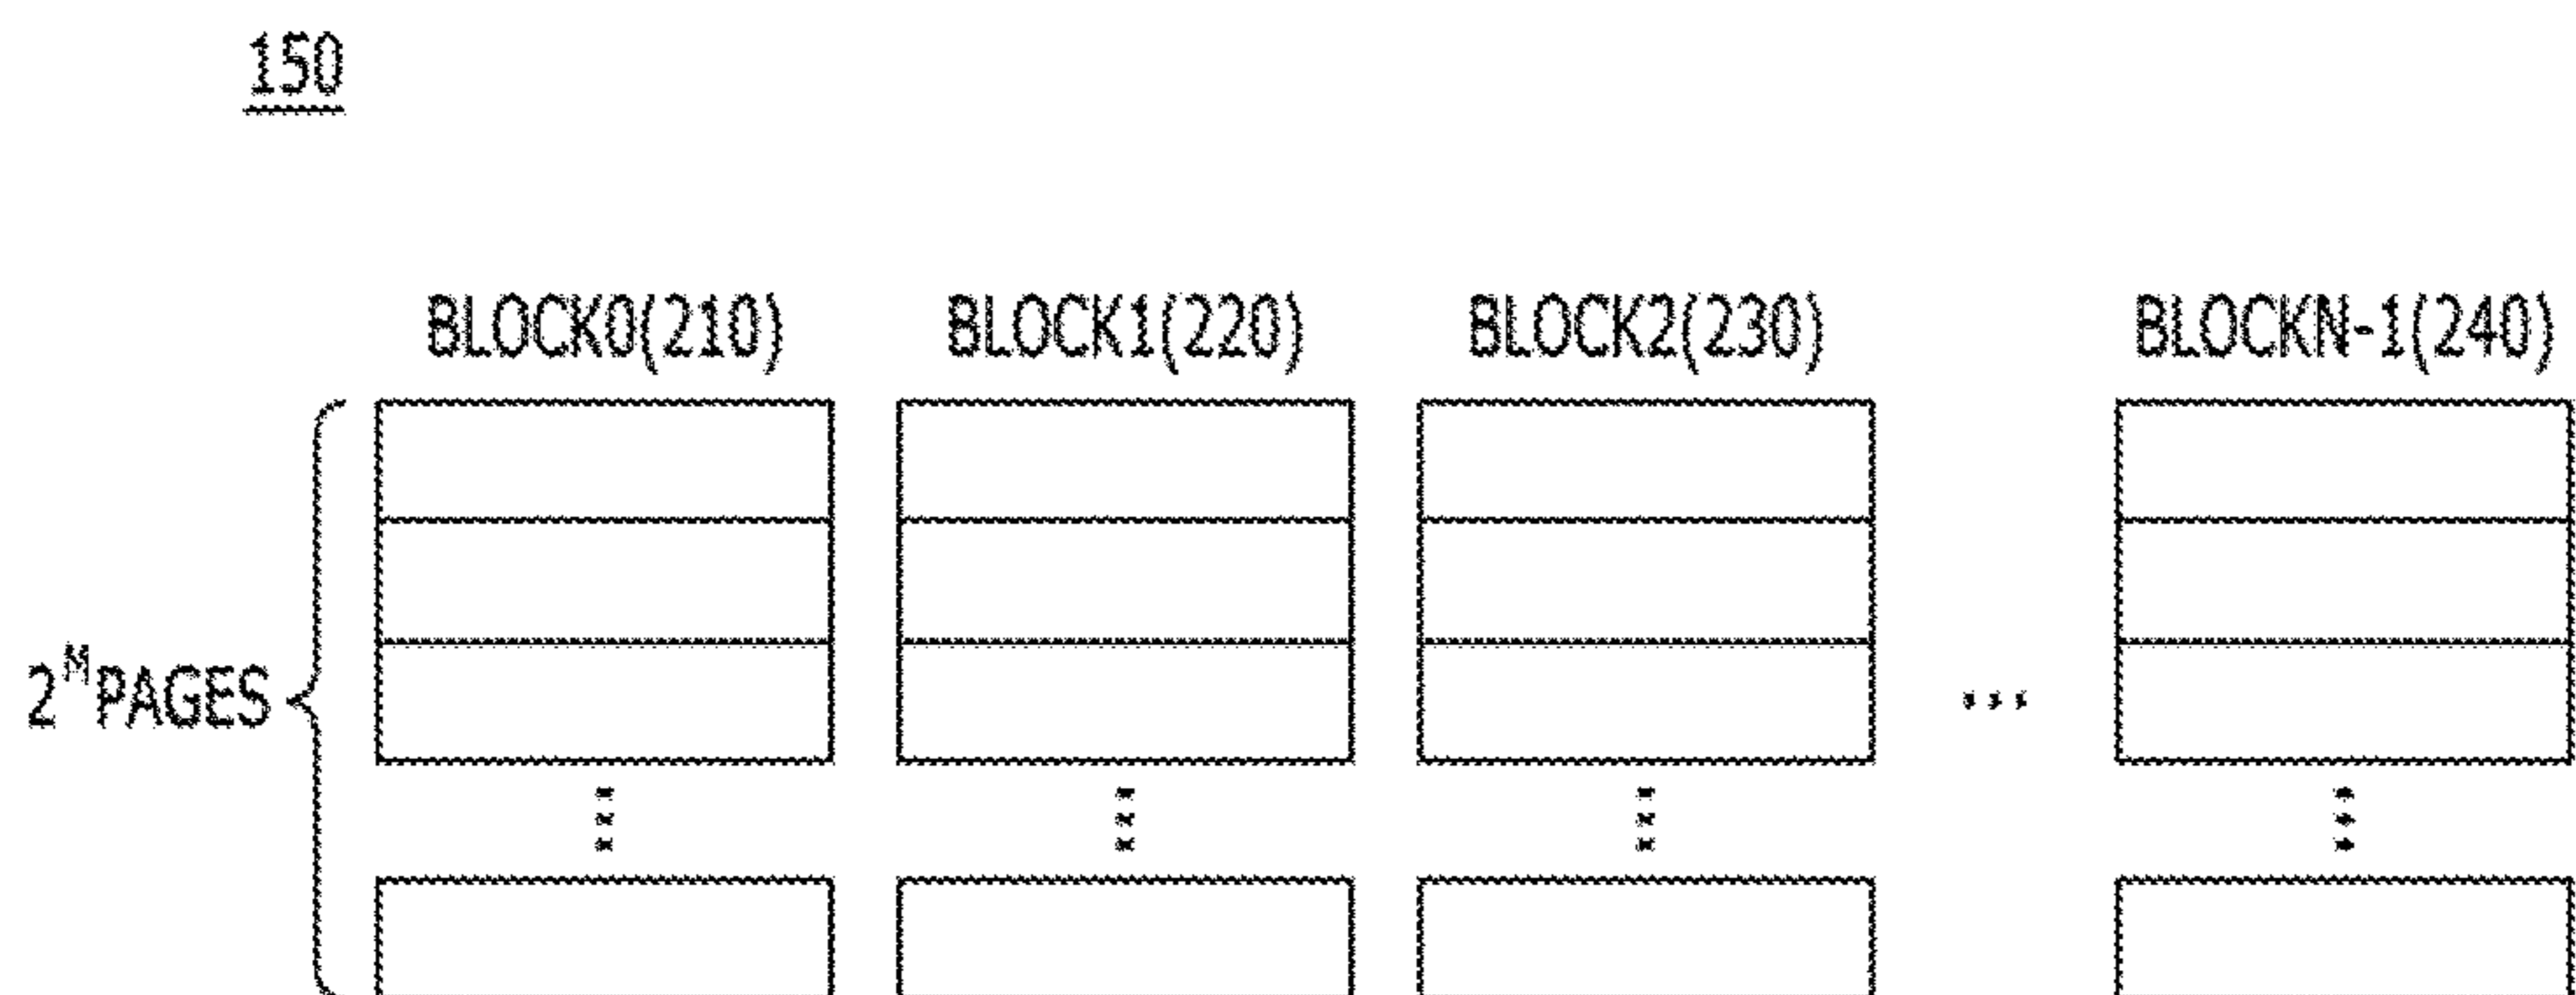 150
BLOCK0(210) BLOCK1(220) BLOCK2(230) BLOCKN-1(240)
2^M PAGES
...